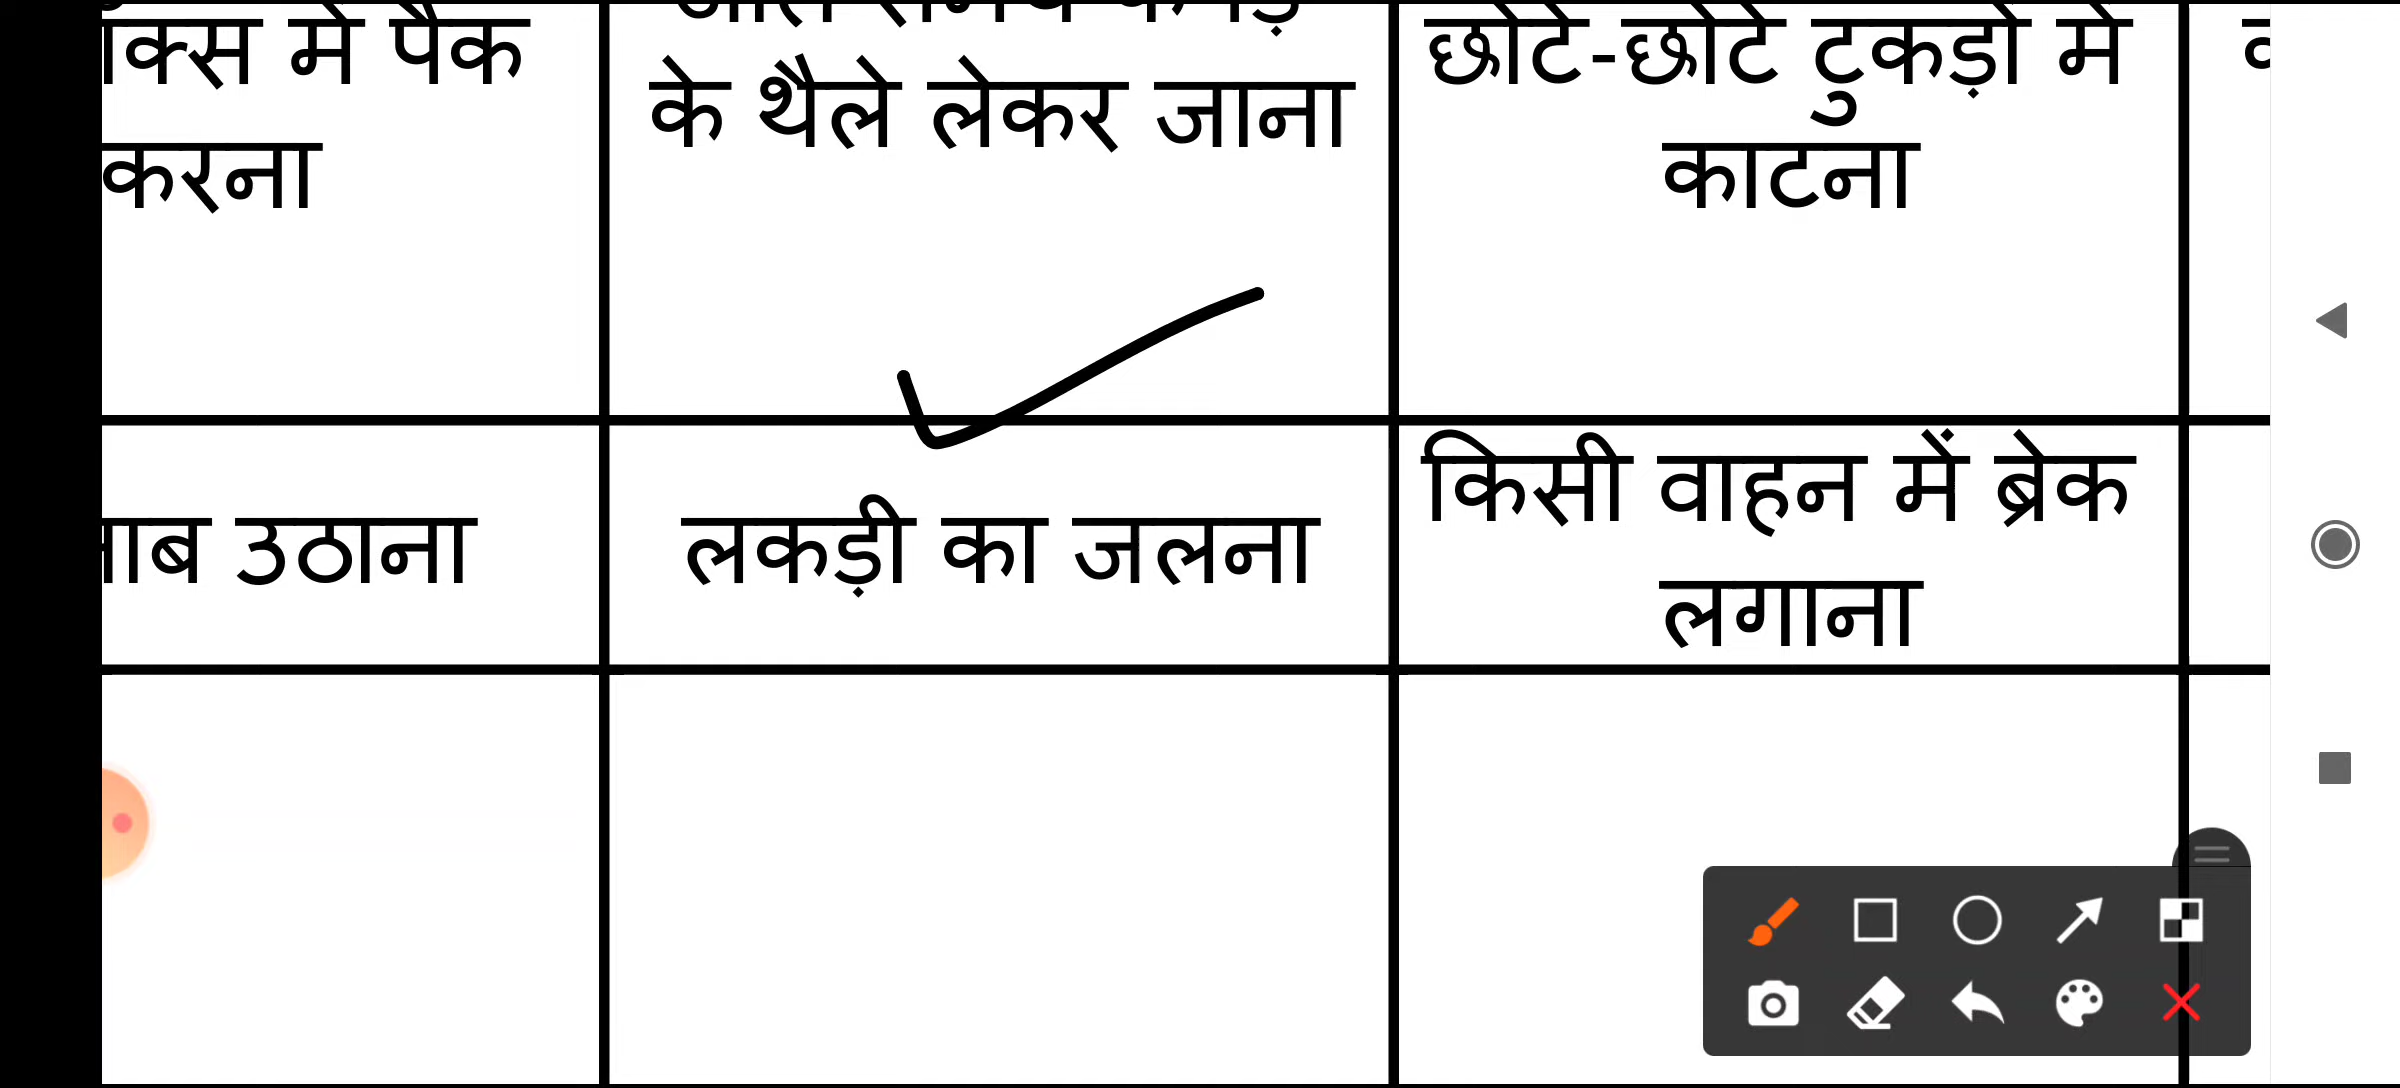 में पैक
करना
के थैले लेकर जाना
छोटे-छोटे टुकड़ों में
काटना
उठाना
लकड़ी का जलना
किसी वाहन में ब्रेक
लगाना